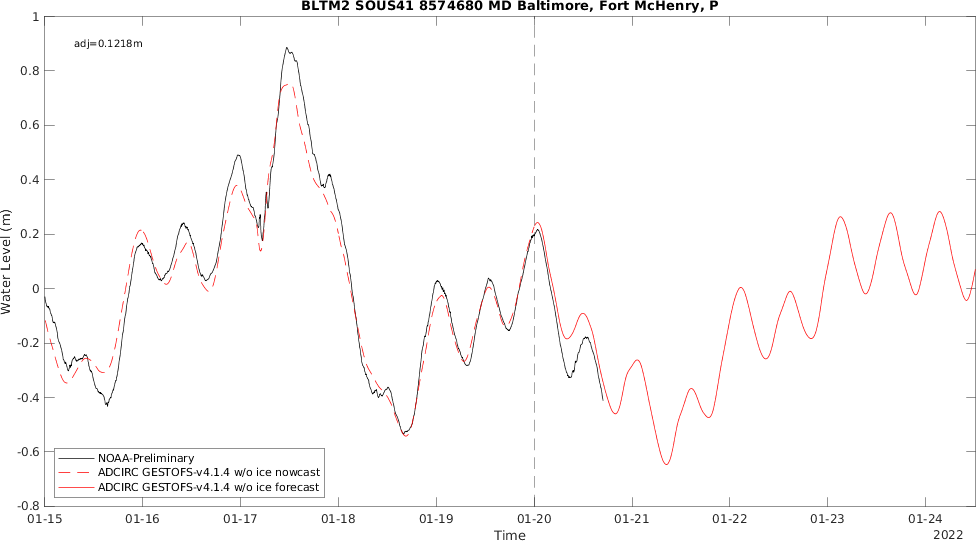 BLTM2 SOUS41 8574680 MD Baltimore, Fort McHenry, P
adj=0.1218m
1
0.8
0.6
0.4
0.2
0
-0.2
-0.4
-0.6
-0.8
Water Level (m)
NOAA-Preliminary
ADCIRC GESTOFS-v4.1.4 w/o ice nowcast
ADCIRC GESTOFS-v4.1.4 w/o ice forecast
01-15 01-16 01-17 01-18 01-19 01-20 01-21 01-22 01-23 01-24
Time
2022